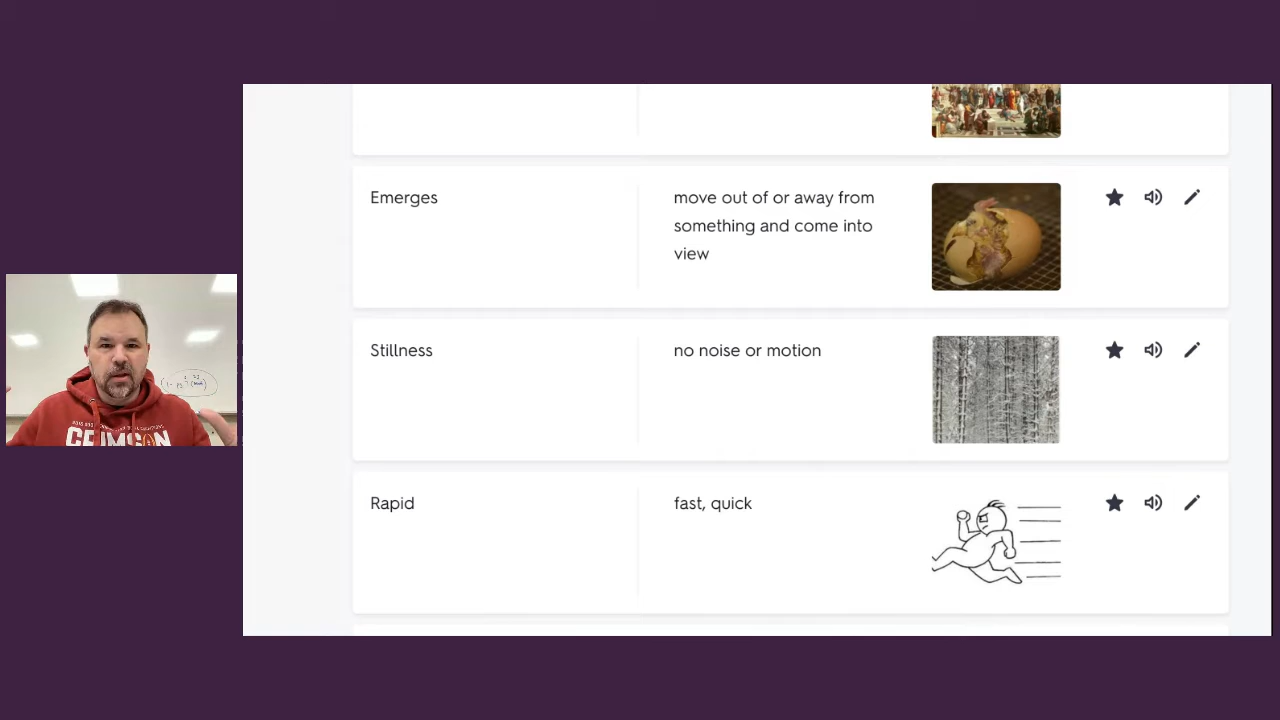 Emerges
move out of or away from
something and come into
view
Stillness
no noise or motion
Rapid
fast, quick
CRIMSON